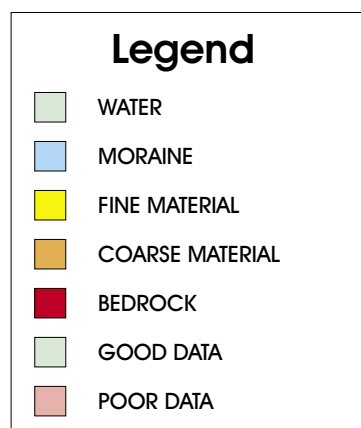 Legend
WATER
MORAINE
FINE MATERIAL
COARSE MATERIAL
BEDROCK
GOOD DATA
POOR DATA